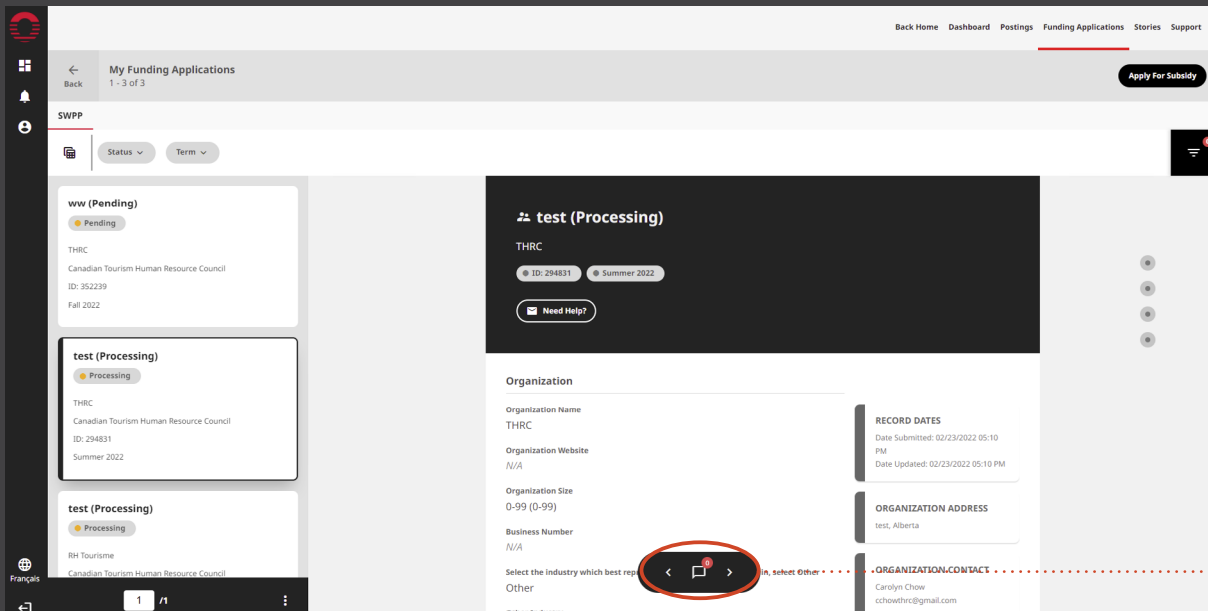 Back Home Dashboard Postings Funding Applications Stories Support
Back
My Funding Applications
1 - 3 of 3
Apply For Subsidy
SWPP
Status
Term
ww (Pending)
Pending
THRC
Canadian Tourism Human Resource Council
ID: 352239
Fall 2022
test (Processing)
Processing
THRC
Canadian Tourism Human Resource Council
ID: 294831
Summer 2022
test (Processing)
Processing
RH Tourisme
Canadian Tourism Human Resource Council
Français
1 /1
test (Processing)
THRC
ID: 294831 Summer 2022
Need Help?
Organization
Organization Name
THRC
Organization Website
N/A
Organization Size
0-99 (0-99)
Business Number
N/A
Select the industry which best in, select Other
Other
0
RECORD DATES
Date Submitted: 02/23/2022 05:10
PM
Date Updated: 02/23/2022 05:10 PM
ORGANIZATION ADDRESS
test, Alberta
ORGANIZATION CONTACT
Carolyn Chow
cchowthrc@gmail.com